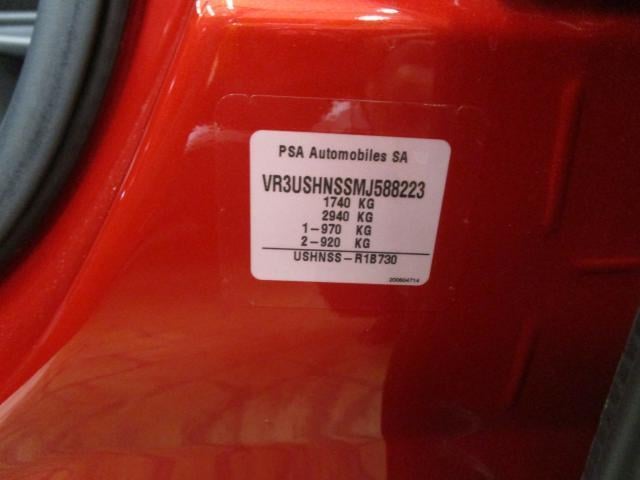 PSA Automobiles SA
VR3USHNSSMJ588223
1740 KG
2940 KG
1-970 KG
2-920 KG
USHNSS-R1B730
200604714